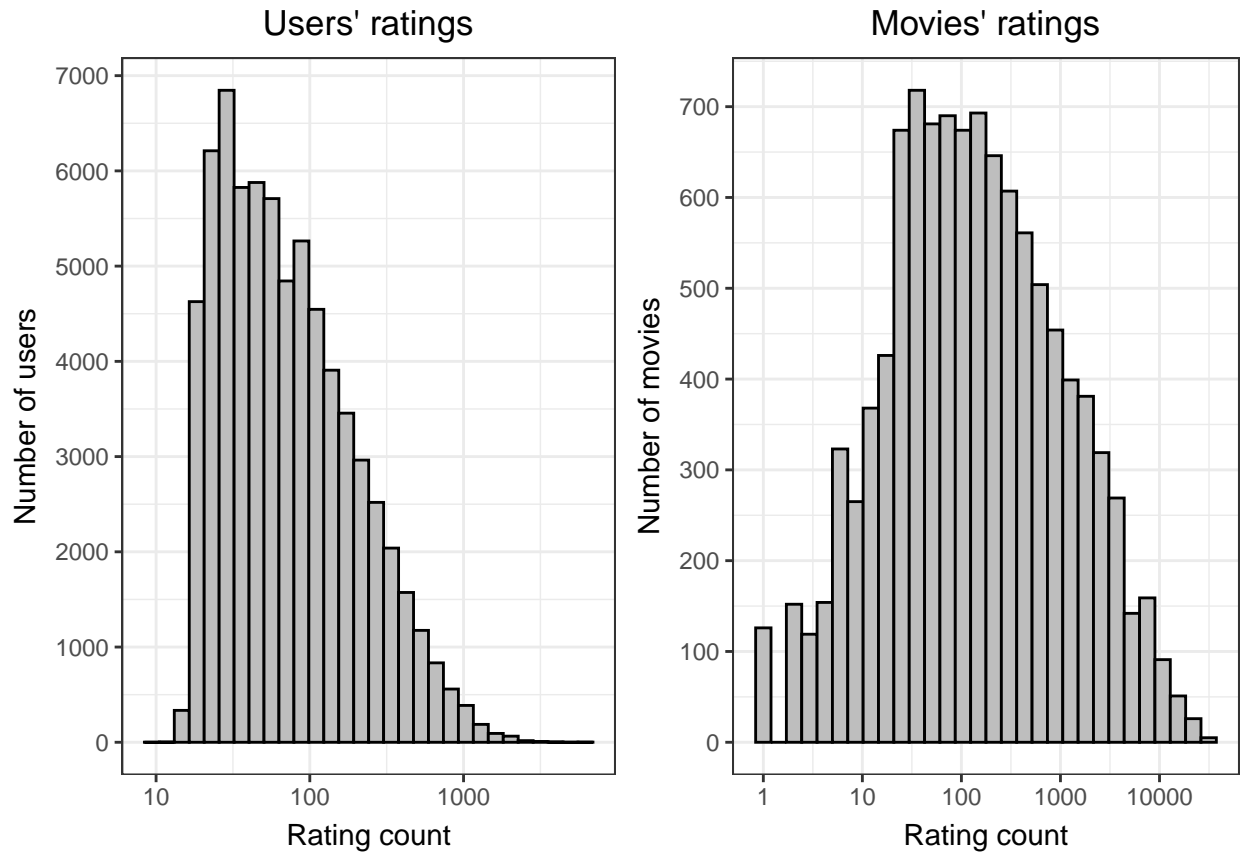 Users' ratings
Number of users
7000
6000
5000
4000
3000
2000
1000
0
10 100 1000
Rating count
Movies' ratings
Number of movies
700
600
500
400
300
200
100
0
1 10 100 1000 10000
Rating count